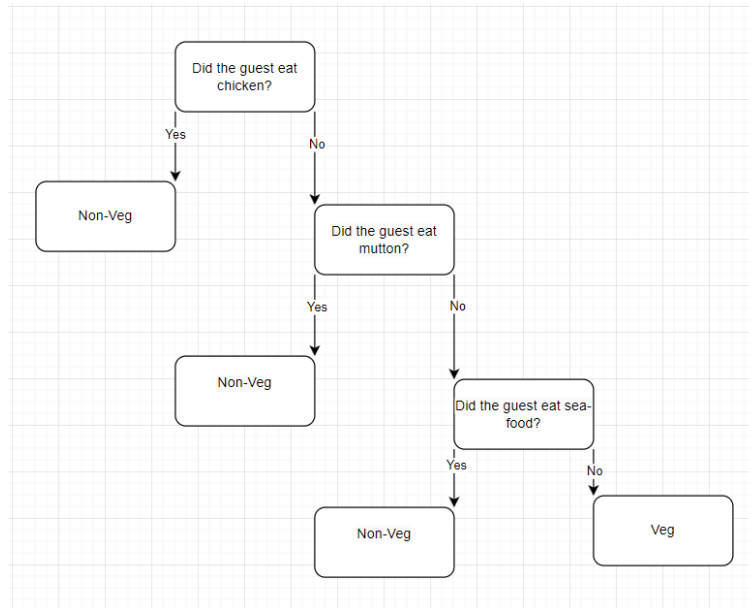 Did the guest eat
chicken?
Yes
No
Non-Veg
Did the guest eat
mutton?
Yes
No
Non-Veg
Did the guest eat sea-
food?
Yes
No
Non-Veg
Veg